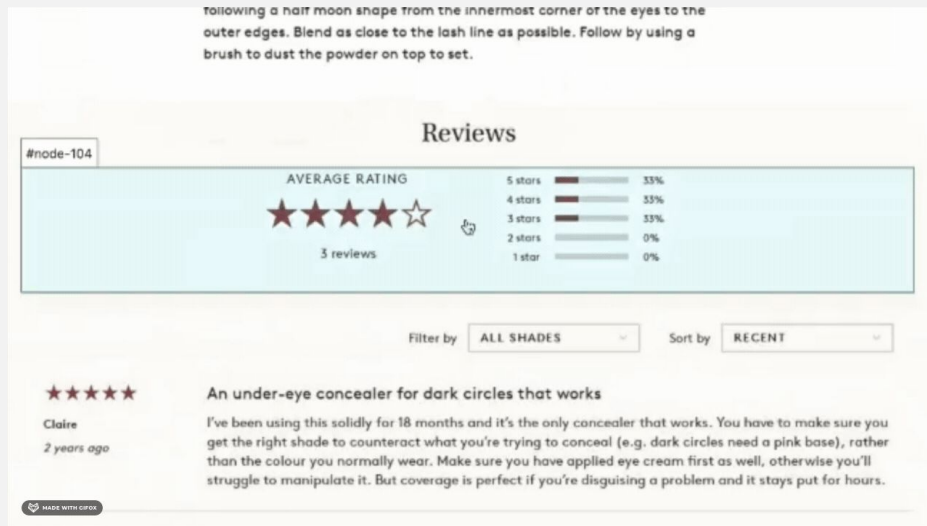 following a half moon shape from the innermost corner of the eyes to the
outer edges. Blend as close to the lash line as possible. Follow by using a
brush to dust the powder on top to set.
Reviews
#node-104
AVERAGE RATING
3 reviews
5 stars 33%
4 stars 33%
3 stars 33%
2 stars 0%
1 star 0%
Filter by ALL SHADES Sort by RECENT
Claire
2 years ago
An under-eye concealer for dark circles that works
I've been using this solidly for 18 months and it's the only concealer that works. You have to make sure you
get the right shade to counteract what you're trying to conceal (e.g. dark circles need a pink base), rather
than the colour you normally wear. Make sure you have applied eye cream first as well, otherwise you'll
struggle to manipulate it. But coverage is perfect if you're disguising a problem and it stays put for hours.
MADE WITH GIFOX